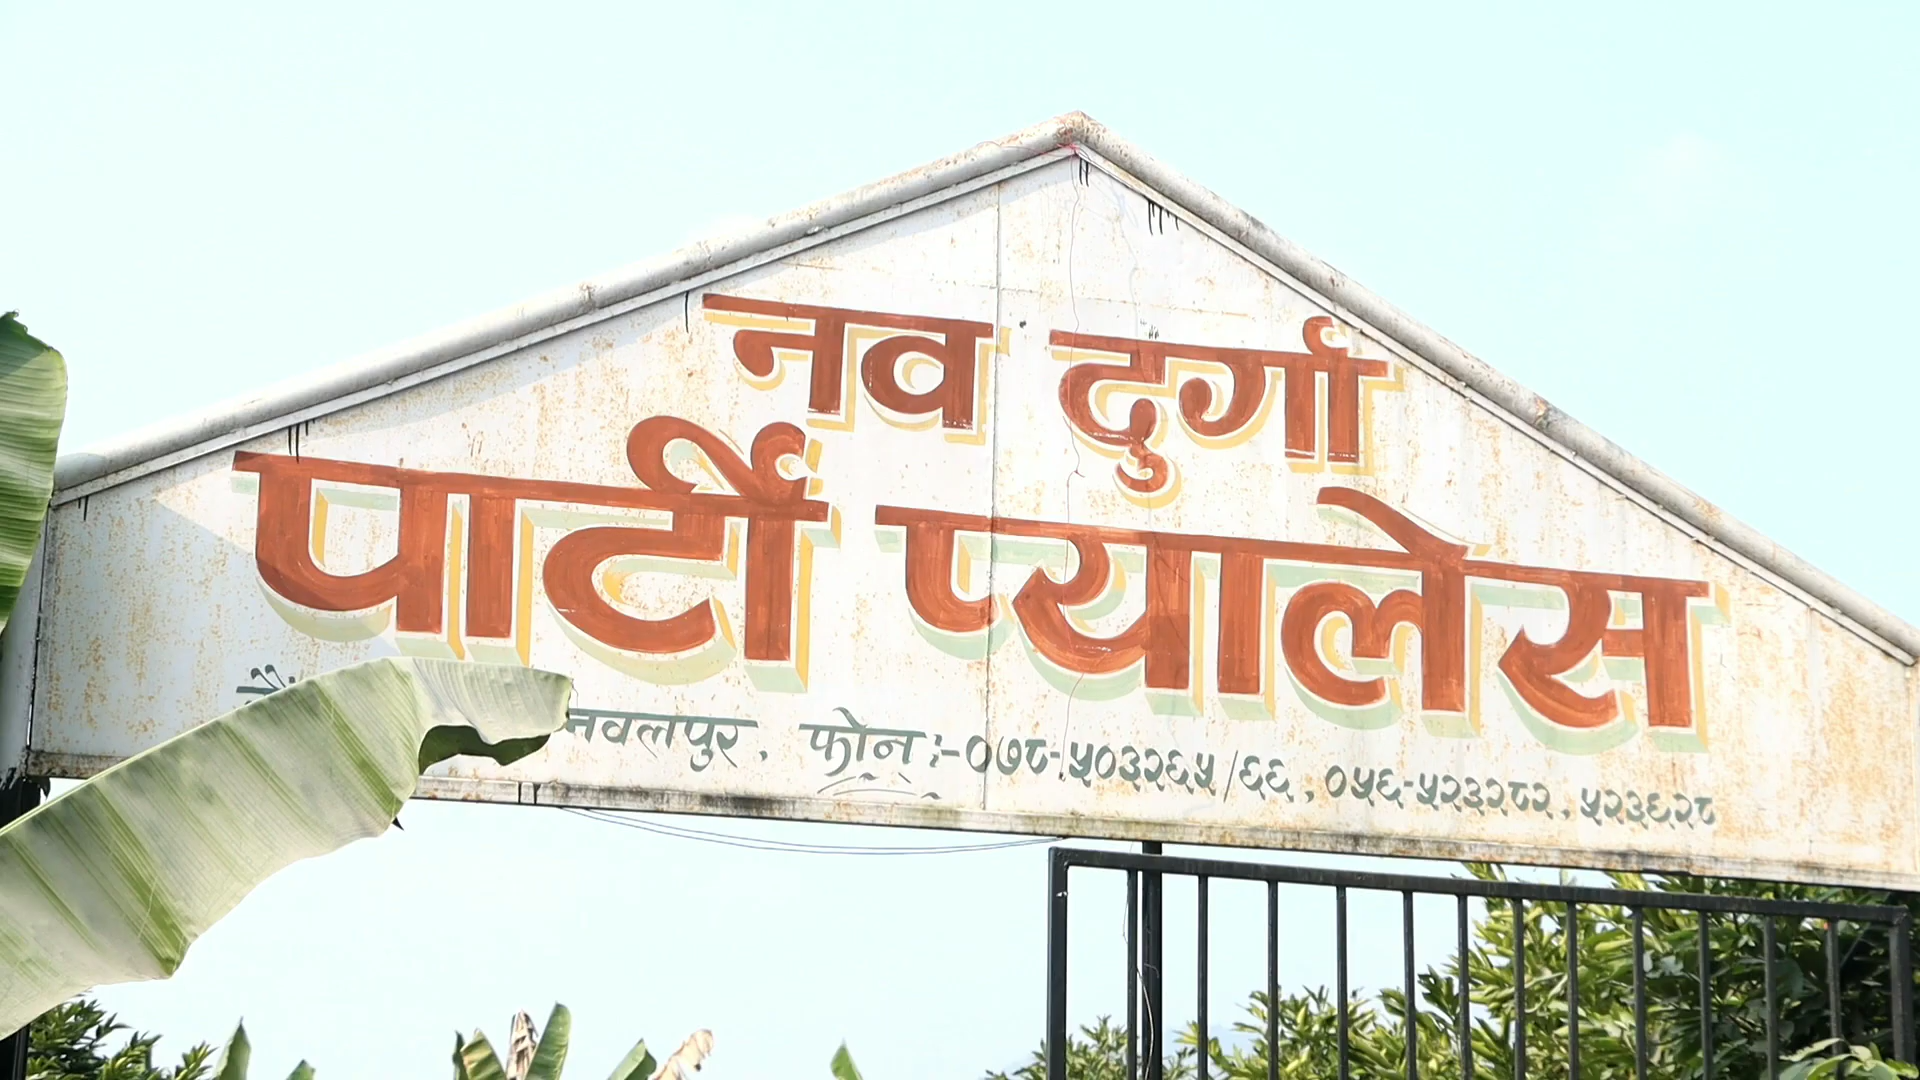 नव दुर्गा
पार्टी प्यालेस
नवलपुर, फोन :-०७८-५०३२६५/६६, ०५६-५२३२८२, ५२३६२८